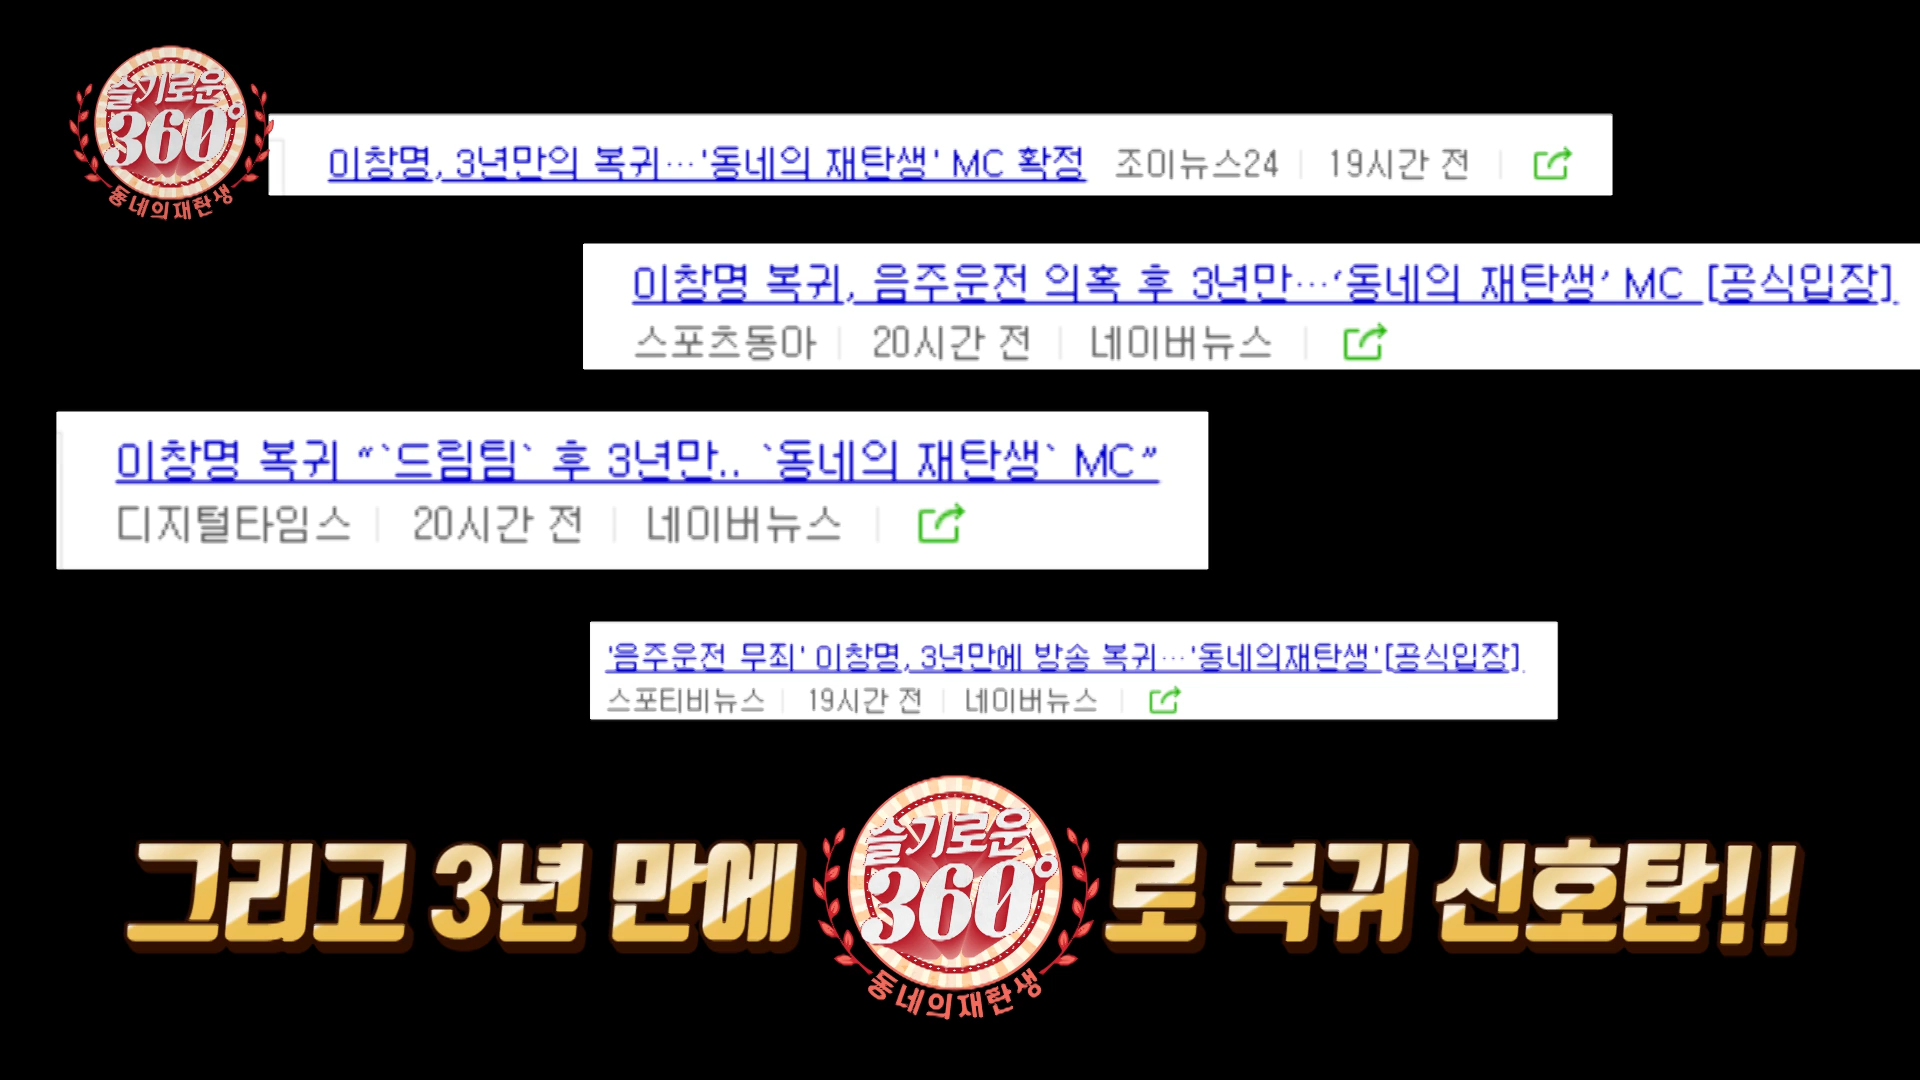 슬기로운
360°
동네의재탄생
이창명, 3년만의 복귀…'동네의 재탄생' MC 확정 조이뉴스24 19시간 전
이창명 복귀, 음주운전 의혹 후 3년만…‘동네의 재탄생’ MC [공식입장]
스포츠동아 20시간 전 네이버뉴스
이창명 복귀 “`드림팀` 후 3년만.. `동네의 재탄생` MC”
디지털타임스 20시간 전 네이버뉴스
'음주운전 무죄' 이창명, 3년만에 방송 복귀…'동네의재탄생'[공식입장]
스포티비뉴스 19시간 전 네이버뉴스
그리고 3년 만에 슬기로운 360° 동네의재탄생 로 복귀 신호탄!!